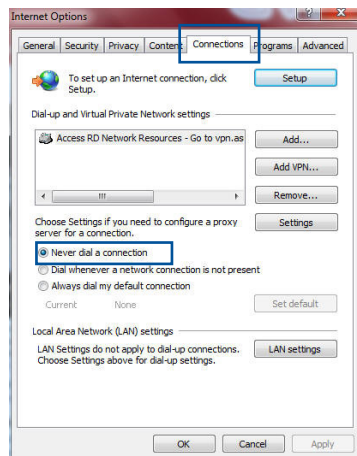 Internet Options
General Security Privacy Content Connections Programs Advanced
To set up an Internet connection, click
Setup.
Setup
Dial-up and Virtual Private Network settings
Access RD Network Resources - Go to vpn.as
Add...
Add VPN...
Remove...
Choose Settings if you need to configure a proxy
server for a connection.
Settings
Never dial a connection
Dial whenever a network connection is not present
Always dial my default connection
Current None
Set default
Local Area Network (LAN) settings
LAN Settings do not apply to dial-up connections.
Choose Settings above for dial-up settings.
LAN settings
OK Cancel Apply